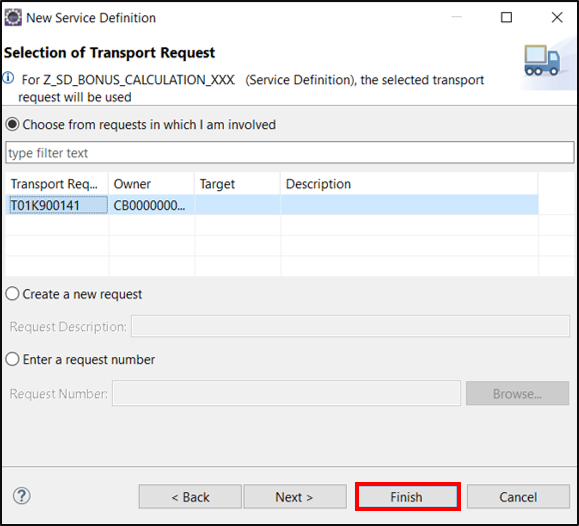 New Service Definition
Selection of Transport Request
For Z_SD_BONUS_CALCULATION_XXX (Service Definition), the selected transport
request will be used
Choose from requests in which I am involved
type filter text
Transport Req... Owner Target Description
T01K900141 CB0000000...
Create a new request
Request Description:
Enter a request number
Request Number: Browse...
< Back Next > Finish Cancel